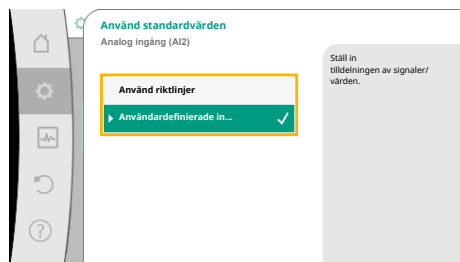 Använd standardvärden
Analog ingång (AI2)
Använd riktlinjer
Användardefinierade in...
Ställ in
tilldelningen av signaler/
värden.
?